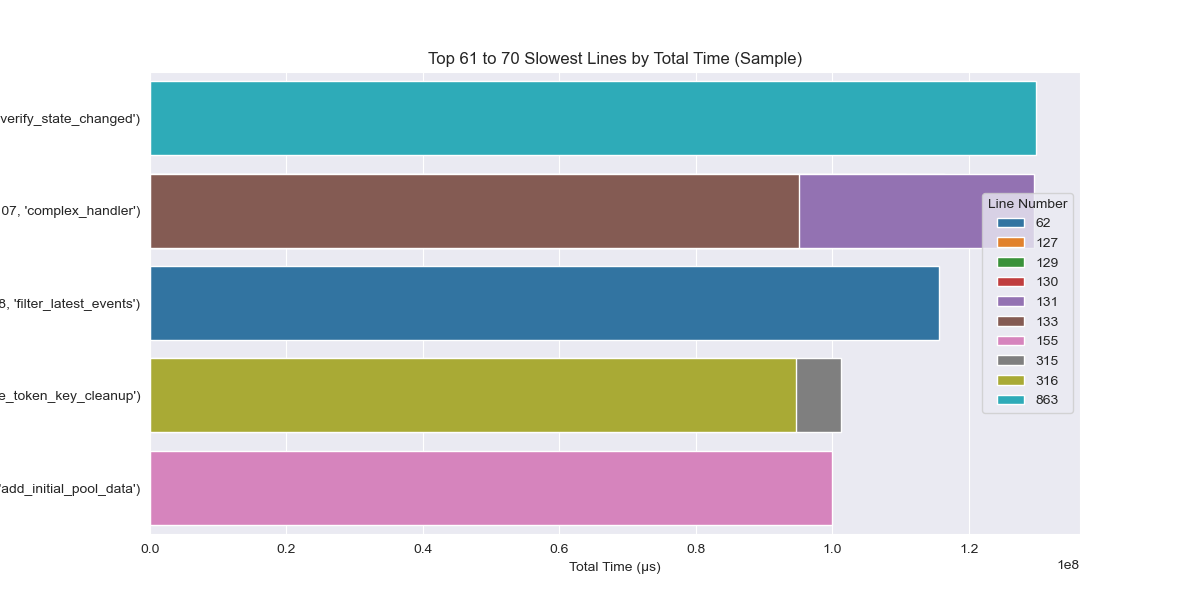 Top 61 to 70 Slowest Lines by Total Time (Sample)
verify_state_changed')
07, 'complex_handler')
8, 'filter_latest_events')
e_token_key_cleanup')
'add_initial_pool_data')
Line Number
62
127
129
130
131
133
155
315
316
863
0.0 0.2 0.4 0.6 0.8 1.0 1.2
1e8
Total Time (µs)